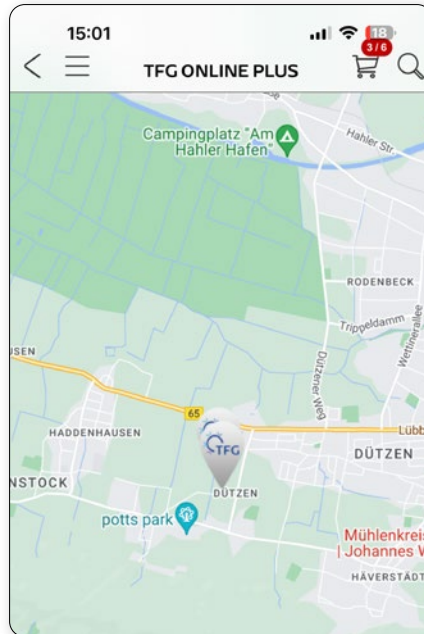 15:01
18
3/6
TFG ONLINE PLUS
Campingplatz "Am
Hahler Hafen"
Hahler Str.
RODENBECK
Trippeldamm
Wettinerallee
Dützener Weg
USEN
65
HADDENHAUSEN
TFG
Lübb
DÜTZEN
NSTOCK
DÜTZEN
potts park
Mühlenkreis
| Johannes W
HÄVERSTÄDT